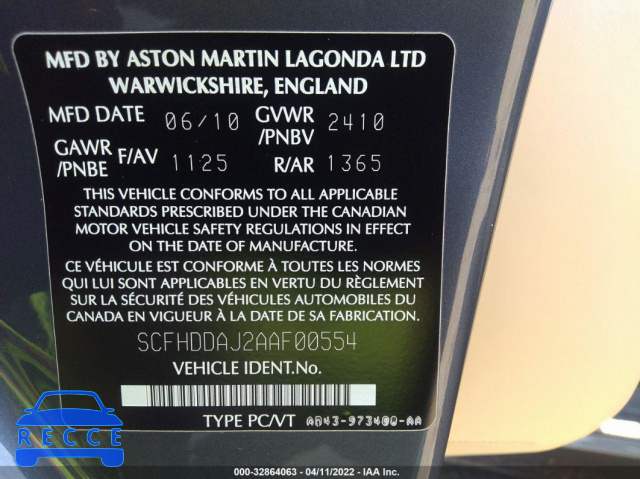 MFD BY ASTON MARTIN LAGONDA LTD
WARWICKSHIRE, ENGLAND
MFD DATE 06/10 GVWR /PNBV 2410
GAWR /PNBE F/AV 1125 R/AR 1365
THIS VEHICLE CONFORMS TO ALL APPLICABLE
STANDARDS PRESCRIBED UNDER THE CANADIAN
MOTOR VEHICLE SAFETY REGULATIONS IN EFFECT
ON THE DATE OF MANUFACTURE.
CE VÉHICULE EST CONFORME À TOUTES LES NORMES
QUI LUI SONT APPLICABLES EN VERTU DU RÈGLEMENT
SUR LA SÉCURITÉ DES VÉHICULES AUTOMOBILES DU
CANADA EN VIGUEUR À LA DATE DE SA FABRICATION.
SCFHDDAJ2AAF00554
VEHICLE IDENT.No.
TYPE PC/VT
RECCE
000-32864063 - 04/11/2022 - IAA Inc.